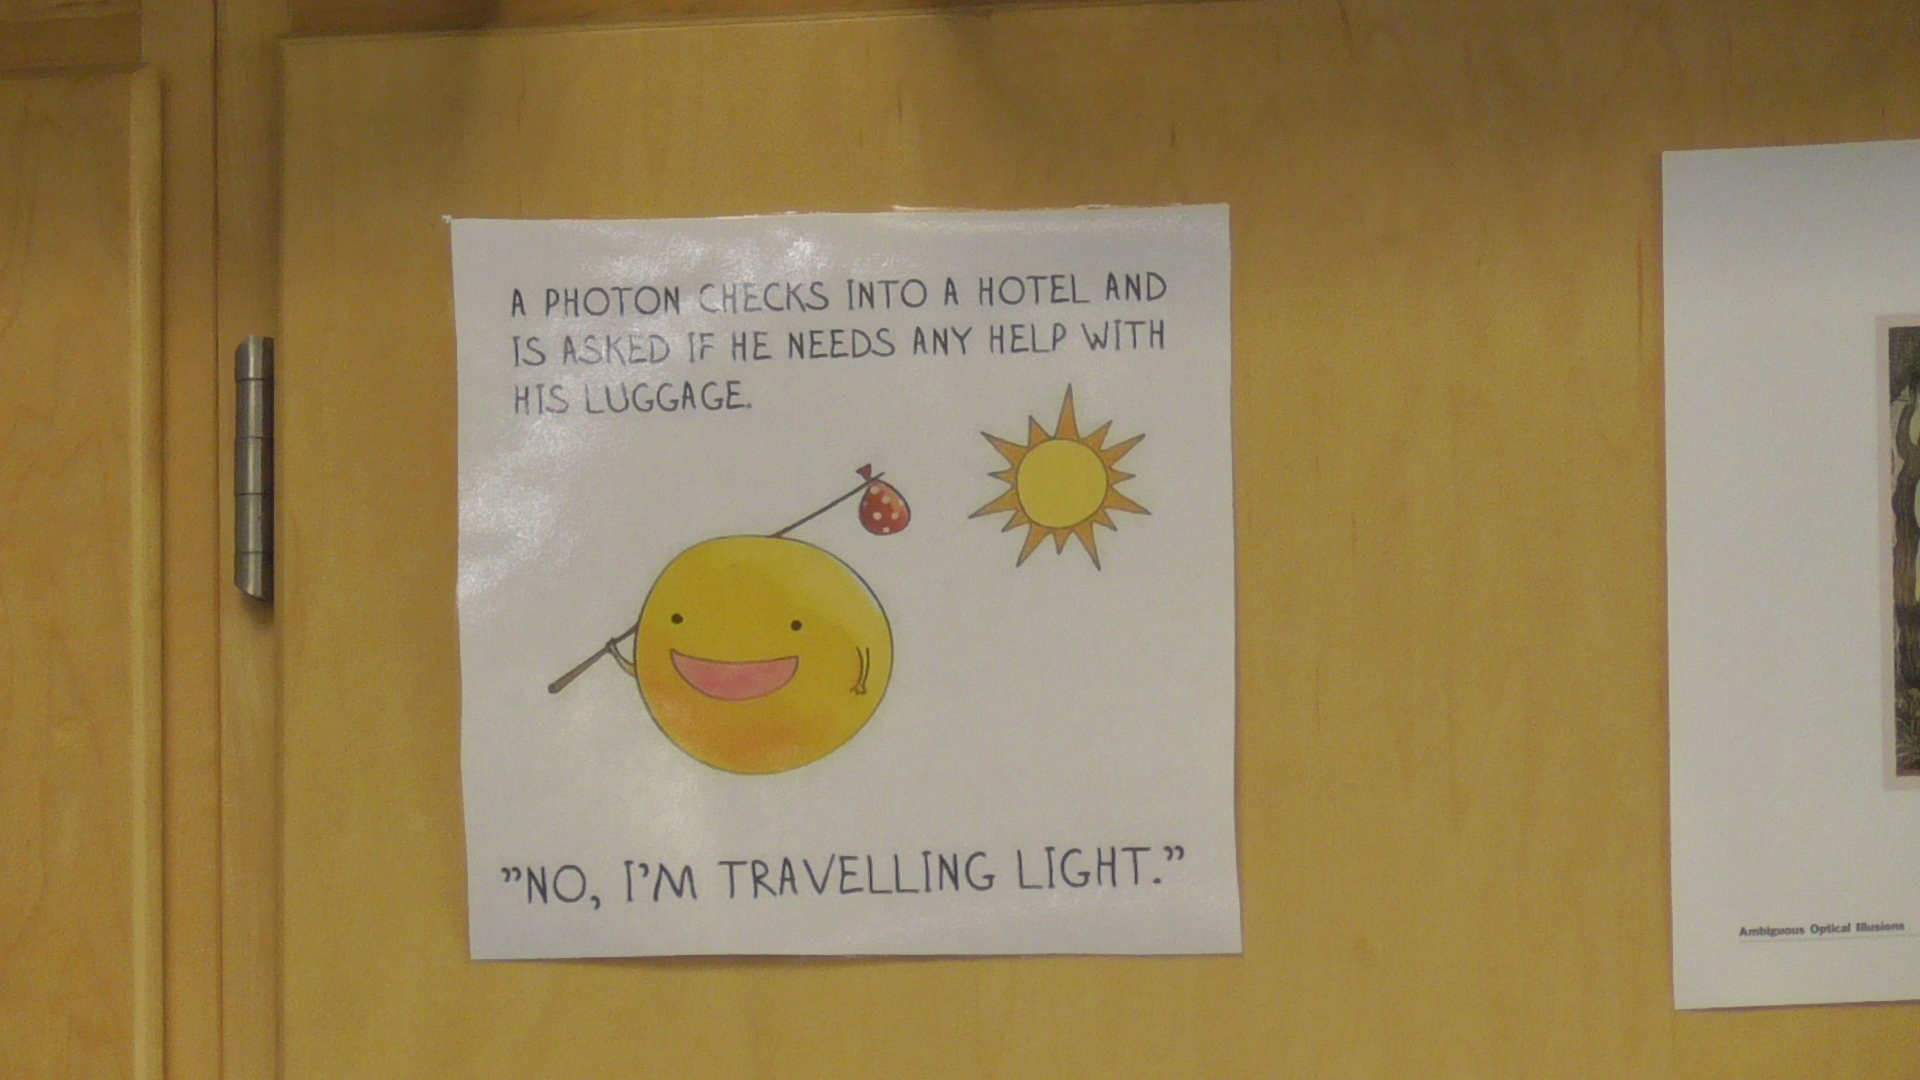 A PHOTON CHECKS INTO A HOTEL AND
IS ASKED IF HE NEEDS ANY HELP WITH
HIS LUGGAGE.
”NO, I’M TRAVELLING LIGHT.”
Ambiguous Optical Illusions